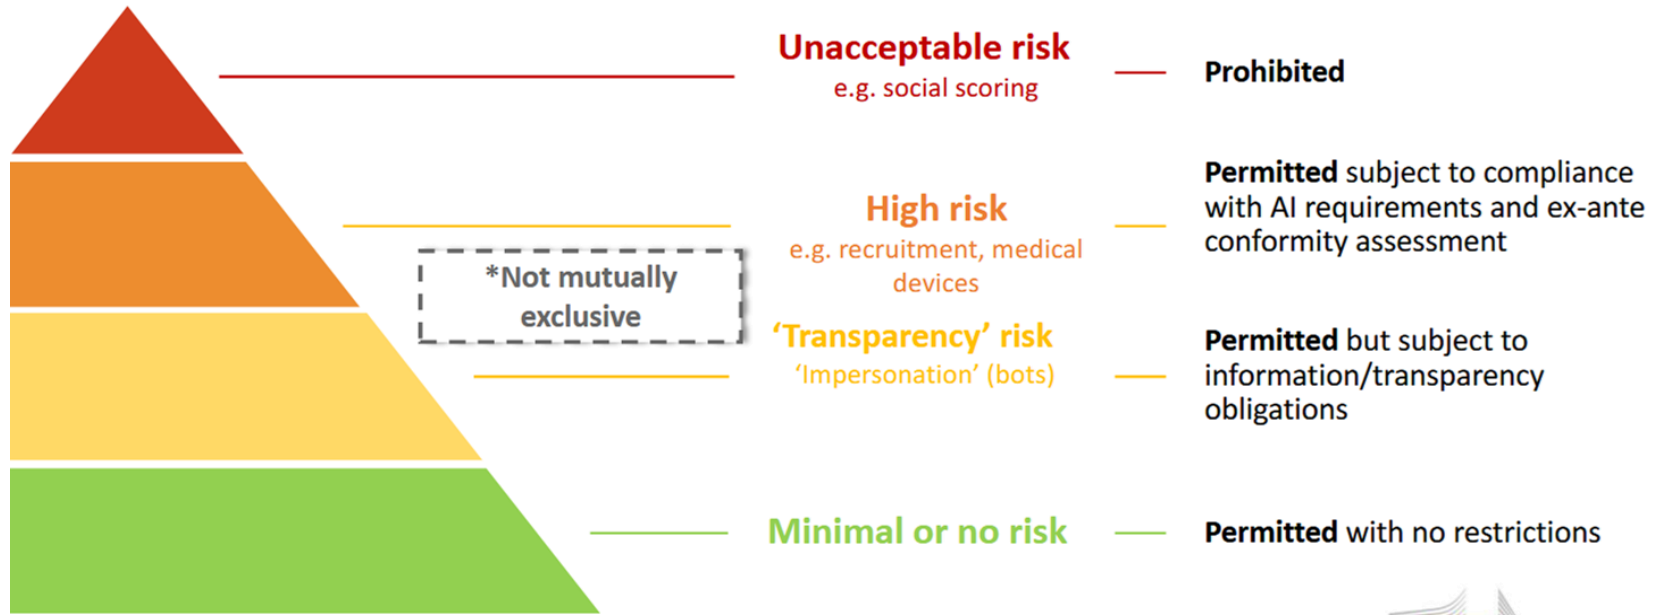 Unacceptable risk
e.g. social scoring
Prohibited
High risk
e.g. recruitment, medical
devices
Permitted subject to compliance
with AI requirements and ex-ante
conformity assessment
*Not mutually
exclusive
‘Transparency’ risk
‘Impersonation’ (bots)
Permitted but subject to
information/transparency
obligations
Minimal or no risk
Permitted with no restrictions